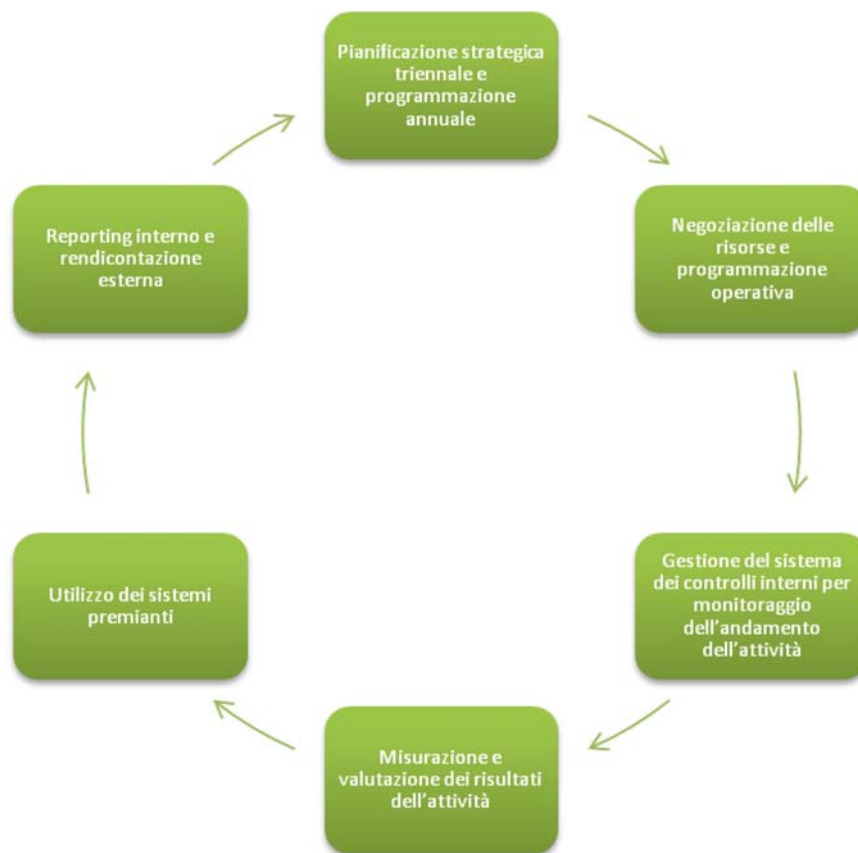 Pianificazione strategica
triennale e
programmazione
annuale
Negoziazione delle
risorse e
programmazione
operativa
Gestione del sistema
dei controlli interni per
monitoraggio
dell'andamento
dell'attività
Misurazione e
valutazione dei risultati
dell'attività
Utilizzo dei sistemi
premianti
Reporting interno e
rendicontazione
esterna